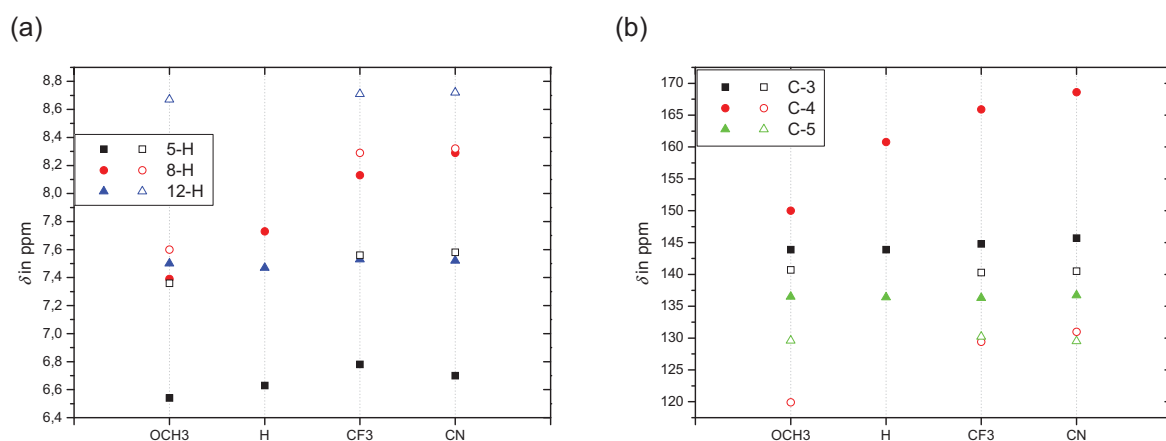 (a)
δ in ppm
8,8
8,6
8,4
8,2
8,0
7,8
7,6
7,4
7,2
7,0
6,8
6,6
6,4
5-H
8-H
12-H
OCH3 H CF3 CN
(b)
δ in ppm
170
165
160
155
150
145
140
135
130
125
120
C-3
C-4
C-5
OCH3 H CF3 CN